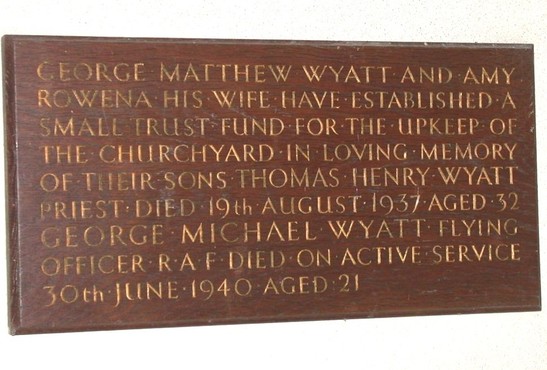 GEORGE · MATTHEW WYATT · AND · AMY
ROWENA · HIS · WIFE · HAVE · ESTABLISHED · A
SMALL · TRUST · FUND · FOR · THE · UPKEEP · OF
THE · CHURCHYARD · IN · LOVING · MEMORY
OF · THEIR · SONS · THOMAS · HENRY · WYATT
PRIEST · DIED · 19th · AUGUST · 1937 · AGED · 32
GEORGE · MICHAEL · WYATT · FLYING
OFFICER · R · A · F · DIED · ON · ACTIVE · SERVICE
30th · JUNE · 1940 · AGED · 21